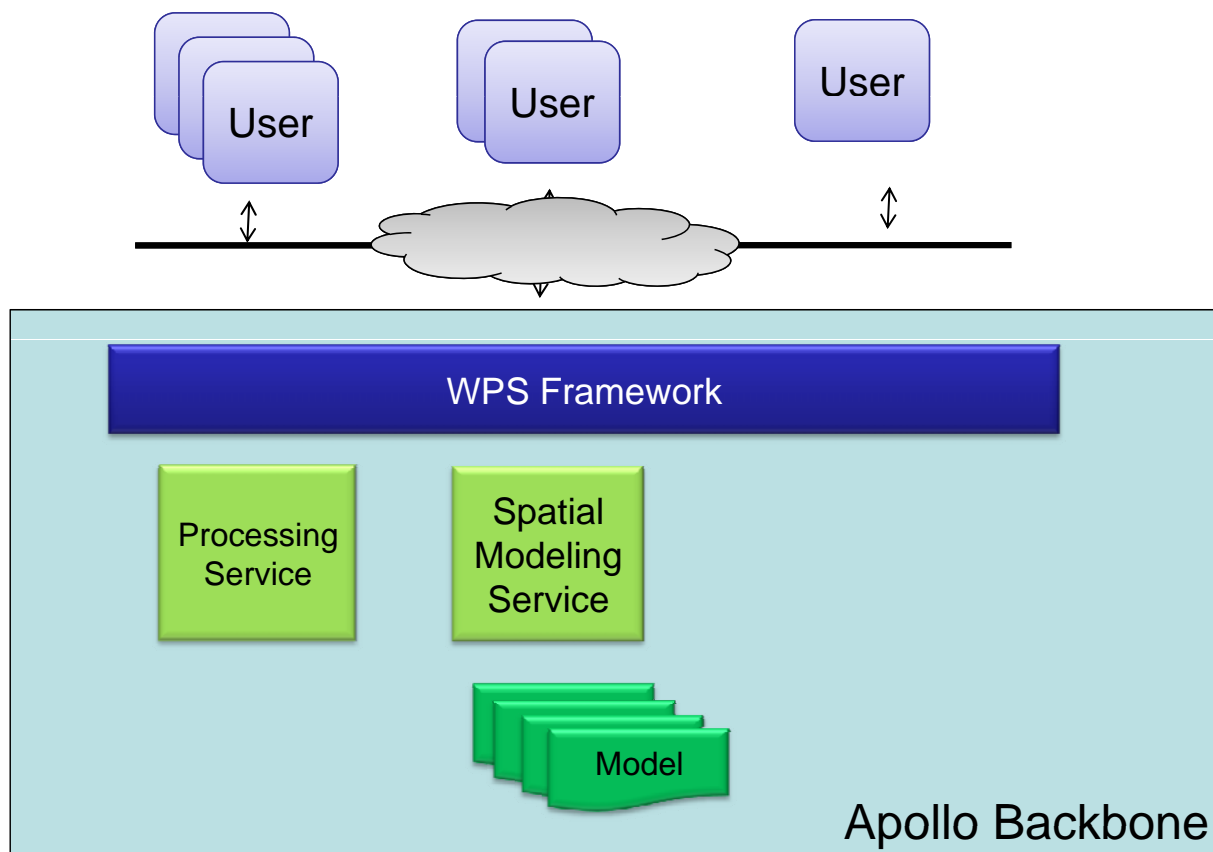 User
User
User
WPS Framework
Processing
Service
Spatial
Modeling
Service
Model
Apollo Backbone